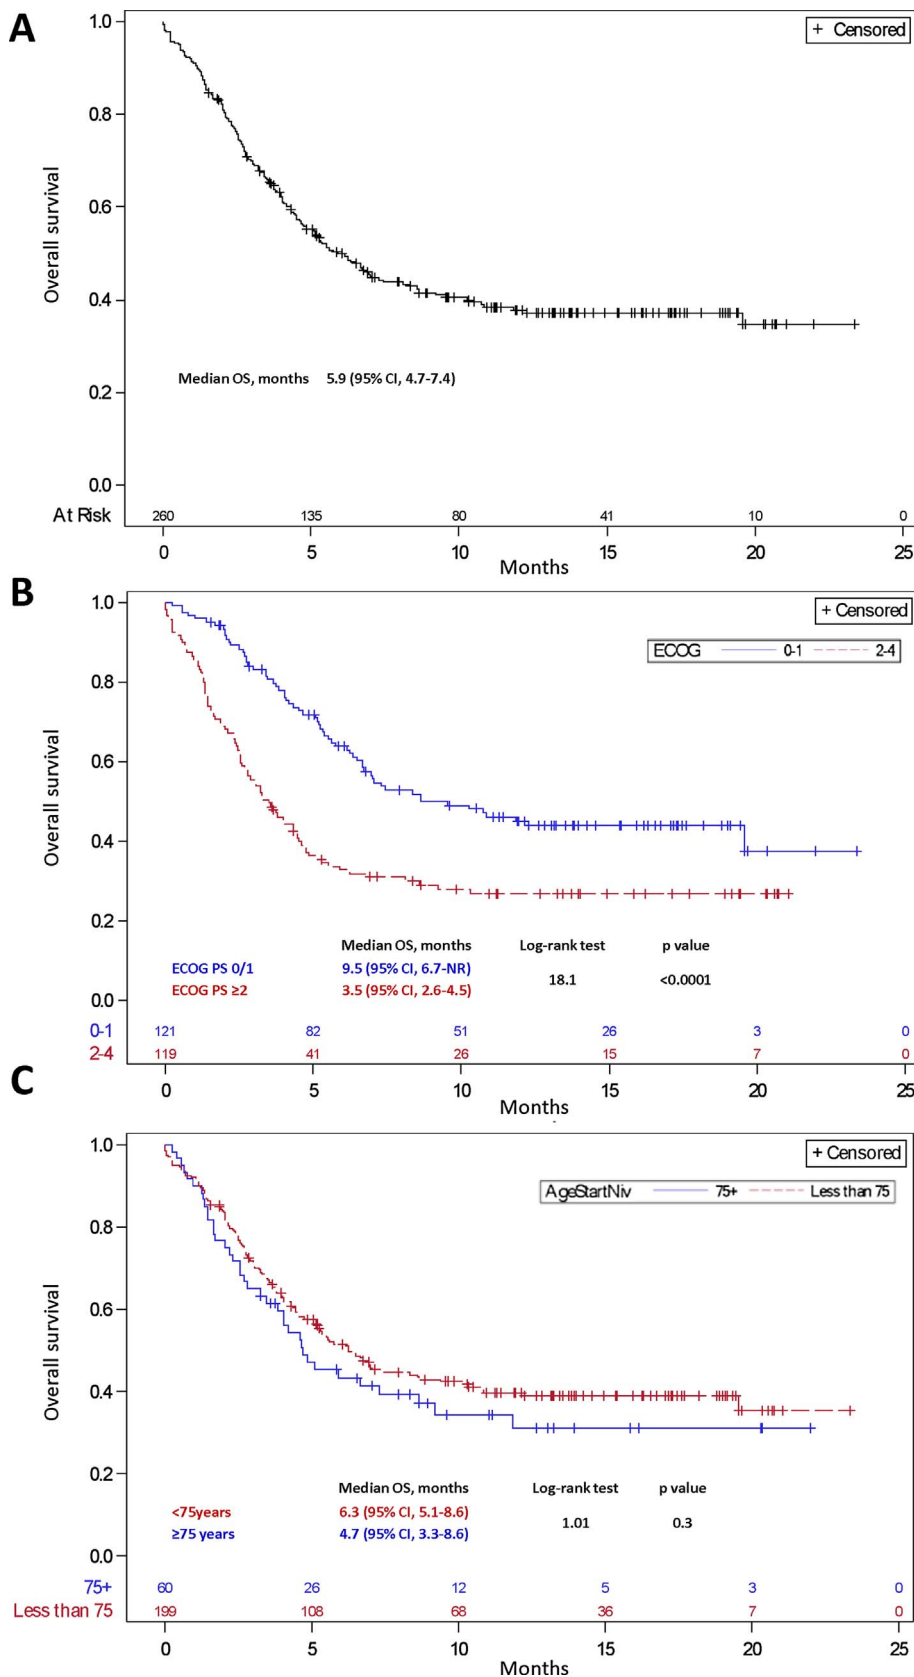 A
+ Censored
1.0
0.8
0.6
0.4
0.2
0.0
Overall survival
Median OS, months 5.9 (95% CI, 4.7-7.4)
At Risk 260 135 80 41 10 0
0 5 10 15 20 25
Months
B
+ Censored
ECOG 0-1 2-4
1.0
0.8
0.6
0.4
0.2
0.0
Overall survival
Median OS, months Log-rank test p value
ECOG PS 0/1 9.5 (95% CI, 6.7-NR)
18.1 <0.0001
ECOG PS ≥2 3.5 (95% CI, 2.6-4.5)
0-1 121 82 51 26 3 0
2-4 119 41 26 15 7 0
0 5 10 15 20 25
Months
C
+ Censored
AgeStartNiv 75+ Less than 75
1.0
0.8
0.6
0.4
0.2
0.0
Overall survival
Median OS, months Log-rank test p value
<75years 6.3 (95% CI, 5.1-8.6)
1.01 0.3
≥75 years 4.7 (95% CI, 3.3-8.6)
75+ 60 26 12 5 3 0
Less than 75 199 108 68 36 7 0
0 5 10 15 20 25
Months